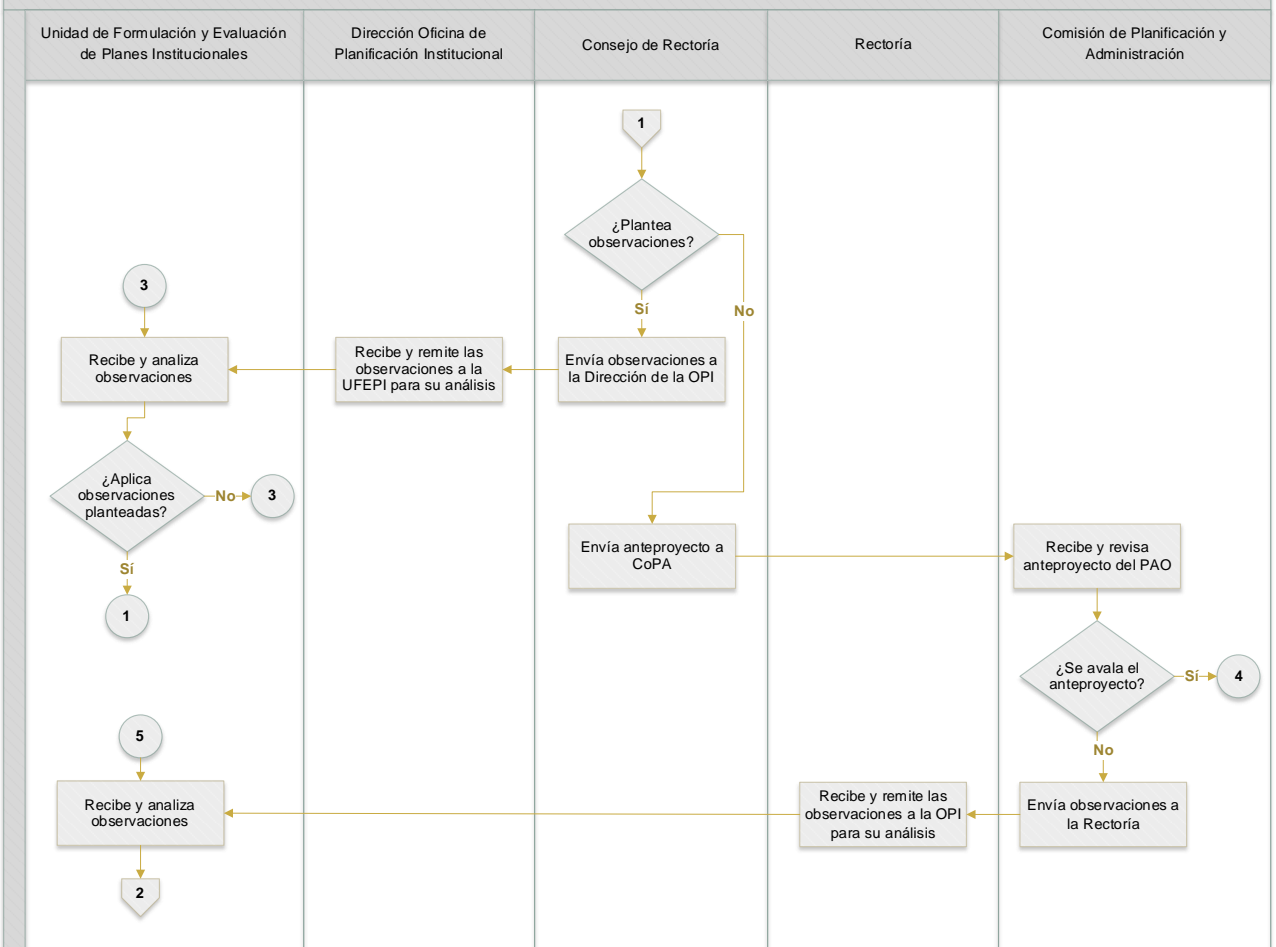 Unidad de Formulación y Evaluación
de Planes Institucionales
Dirección Oficina de
Planificación Institucional
Consejo de Rectoría
Rectoría
Comisión de Planificación y
Administración
1
¿Plantea
observaciones?
Sí
No
3
Recibe y analiza
observaciones
Recibe y remite las
observaciones a la
UFEPI para su análisis
Envía observaciones a
la Dirección de la OPI
¿Aplica
observaciones
planteadas?
No
3
Sí
1
Envía anteproyecto a
CoPA
Recibe y revisa
anteproyecto del PAO
¿Se avala el
anteproyecto?
Sí
4
No
5
Recibe y analiza
observaciones
Recibe y remite las
observaciones a la OPI
para su análisis
Envía observaciones a
la Rectoría
2